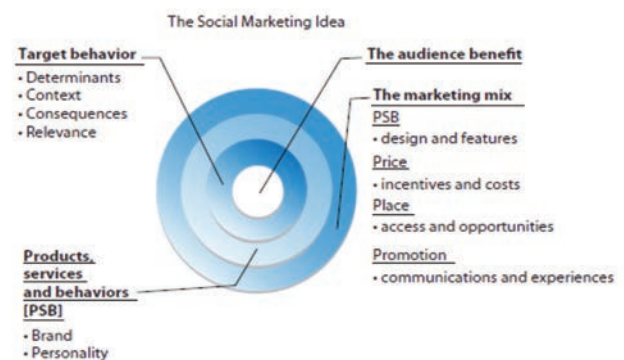 The Social Marketing Idea
Target behavior
• Determinants
• Context
• Consequences
• Relevance
The audience benefit
The marketing mix
PSB
• design and features
Price
• incentives and costs
Place
• access and opportunities
Promotion
• communications and experiences
Products,
services
and behaviors
[PSB]
• Brand
• Personality